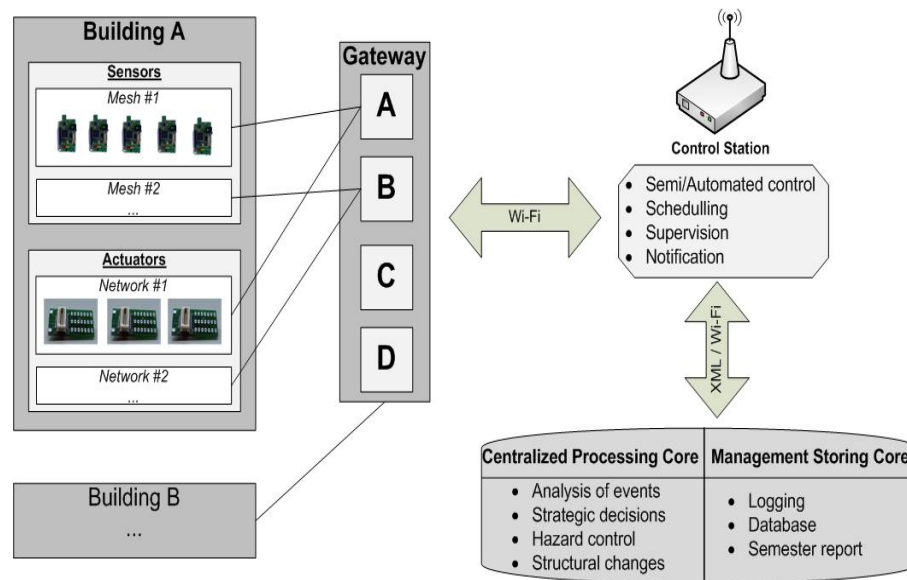 Building A
Sensors
Mesh #1
Mesh #2
...
Actuators
Network #1
Network #2
...
Building B
...
Gateway
A
B
C
D
Wi-Fi
Control Station
• Semi/Automated control
• Schedulling
• Supervision
• Notification
XML / Wi-Fi
Centralized Processing Core
• Analysis of events
• Strategic decisions
• Hazard control
• Structural changes
Management Storing Core
• Logging
• Database
• Semester report